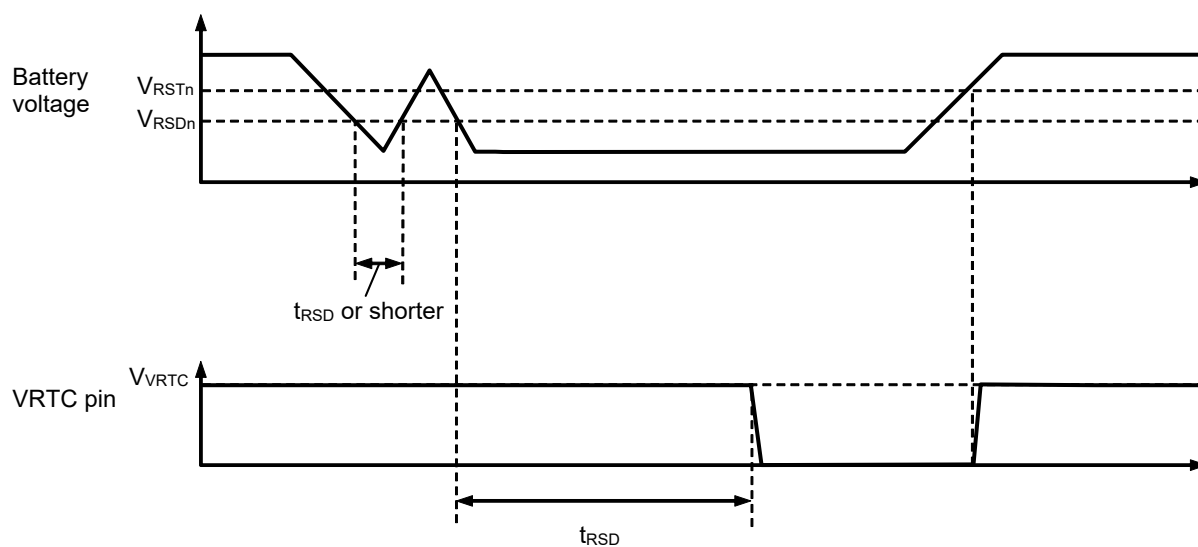 Battery
voltage
VRSTn
VRSDn
tRSD or shorter
VVRTC
VRTC pin
tRSD